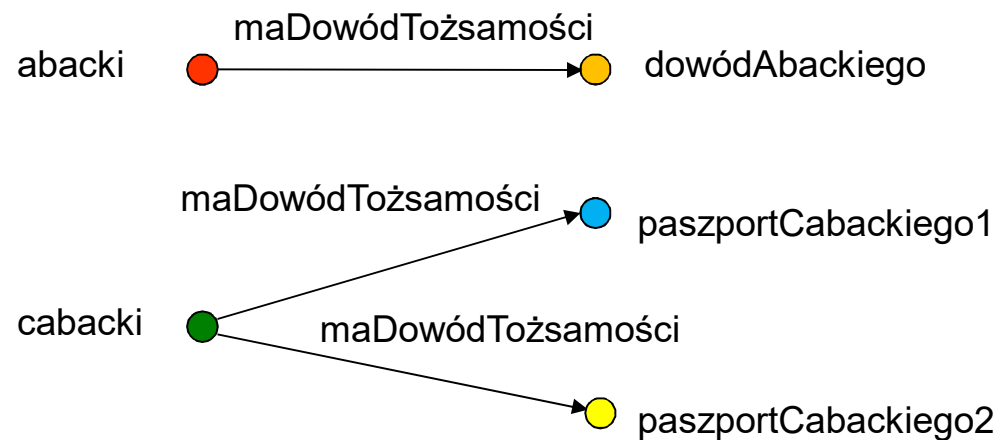 maDowódTożsamości
abacki
dowódAbackiego
maDowódTożsamości
paszportCabackiego1
cabacki
maDowódTożsamości
paszportCabackiego2